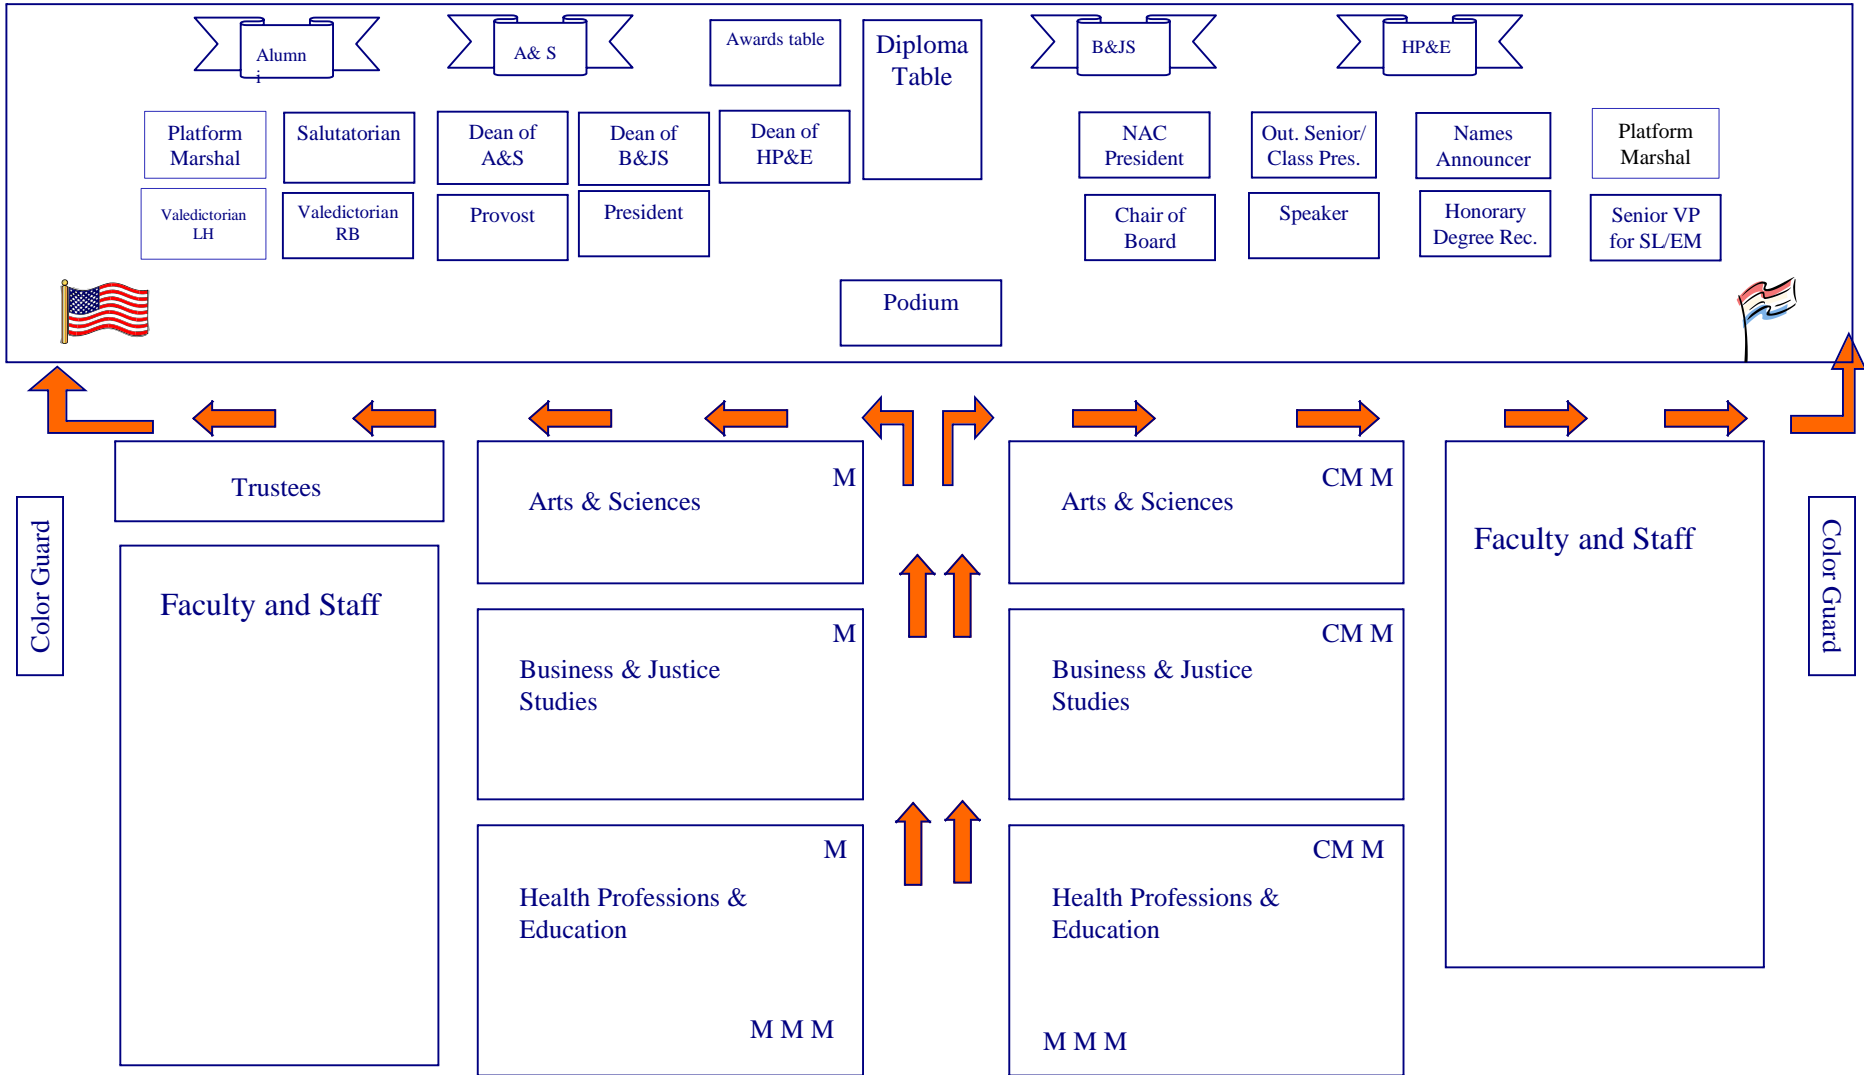 Alumn
i
A& S
Awards table
Diploma
Table
B&JS
HP&E
Platform
Marshal
Salutatorian
Dean of
A&S
Dean of
B&JS
Dean of
HP&E
NAC
President
Out. Senior/
Class Pres.
Names
Announcer
Platform
Marshal
Valedictorian
LH
Valedictorian
RB
Provost
President
Chair of
Board
Speaker
Honorary
Degree Rec.
Senior VP
for SL/EM
Podium
Trustees
M
Arts & Sciences
CM M
Arts & Sciences
Faculty and Staff
Color Guard
Color Guard
Faculty and Staff
M
Business & Justice
Studies
CM M
Business & Justice
Studies
M
Health Professions &
Education
M M M
CM M
Health Professions &
Education
M M M